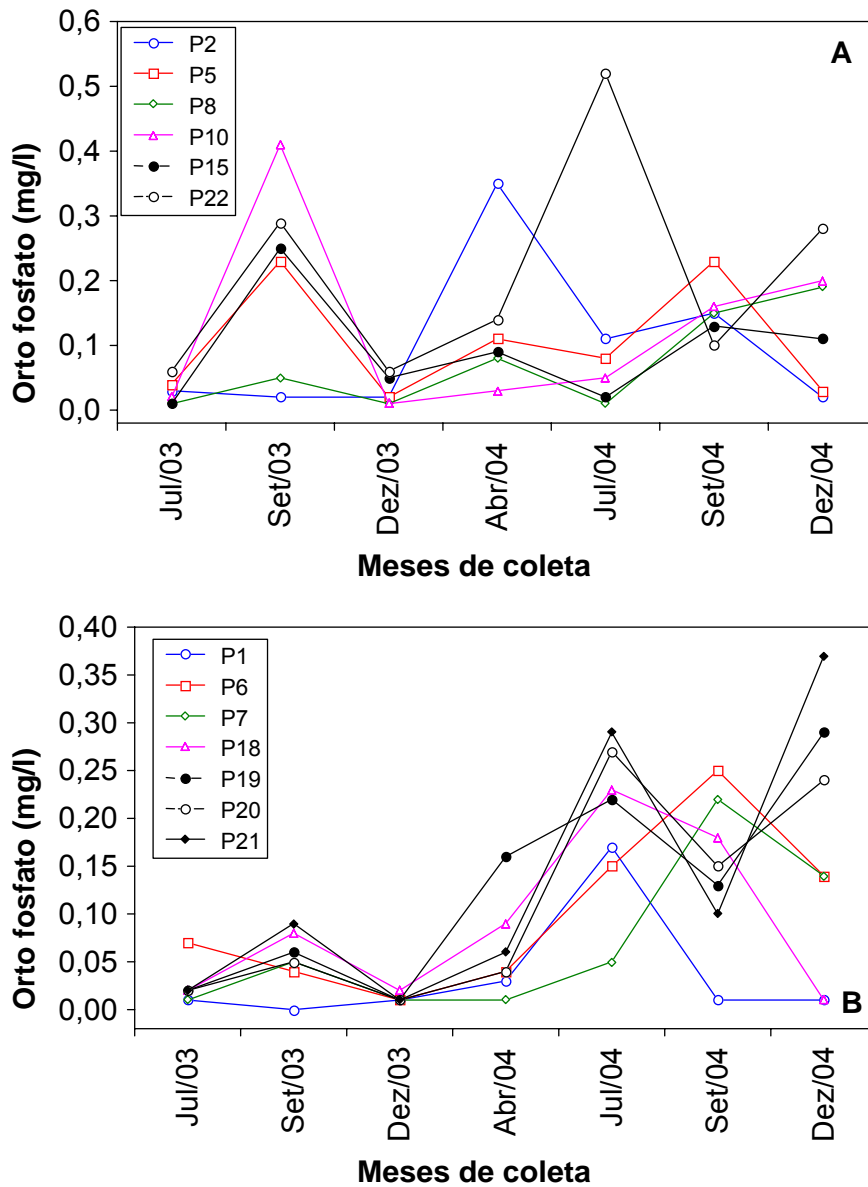 A
P2
P5
P8
P10
P15
P22
Orto fosfato (mg/l)
0,6
0,5
0,4
0,3
0,2
0,1
0,0
Jul/03
Set/03
Dez/03
Abr/04
Jul/04
Set/04
Dez/04
Meses de coleta
P1
P6
P7
P18
P19
P20
P21
Orto fosfato (mg/l)
0,40
0,35
0,30
0,25
0,20
0,15
0,10
0,05
0,00
B
Jul/03
Set/03
Dez/03
Abr/04
Jul/04
Set/04
Dez/04
Meses de coleta